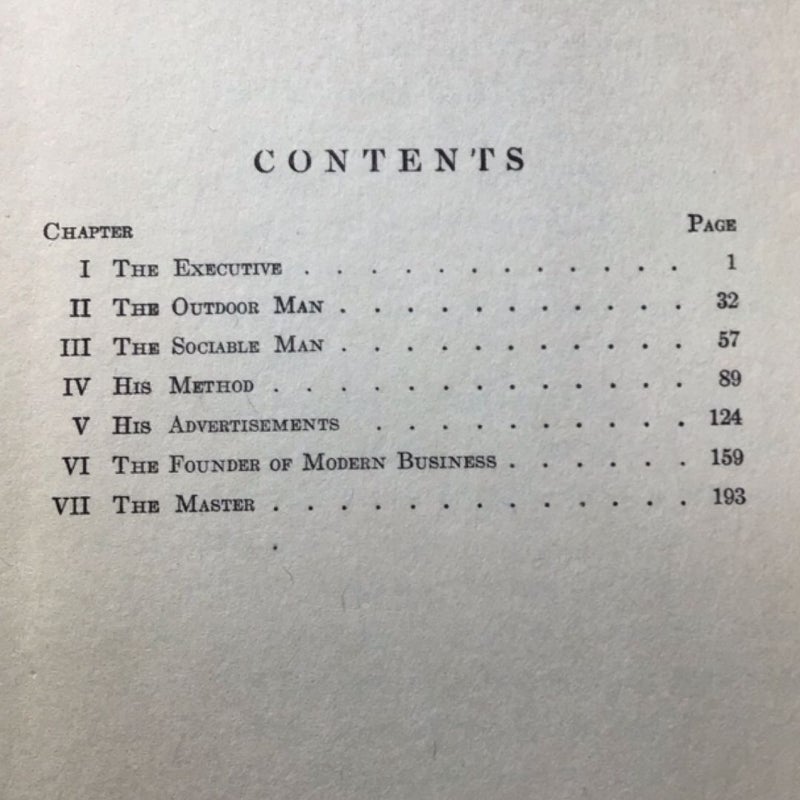 CONTENTS
CHAPTER PAGE
I THE EXECUTIVE . . . . . . . . . . . . 1
II THE OUTDOOR MAN . . . . . . . . . . . 32
III THE SOCIABLE MAN . . . . . . . . . . . 57
IV HIS METHOD . . . . . . . . . . . . . 89
V HIS ADVERTISEMENTS . . . . . . . . . . 124
VI THE FOUNDER OF MODERN BUSINESS . . . . . . 159
VII THE MASTER . . . . . . . . . . . . . 193